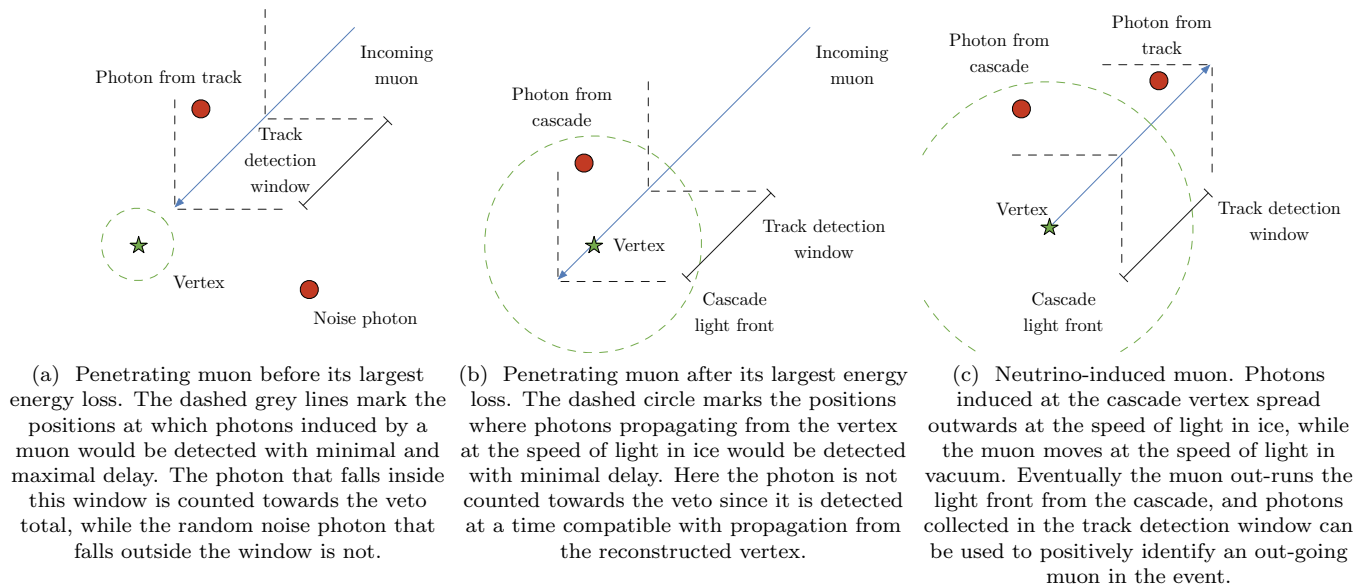 Incoming
muon
Photon from track
Track
detection
window
Vertex
Noise photon
(a) Penetrating muon before its largest
energy loss. The dashed grey lines mark the
positions at which photons induced by a
muon would be detected with minimal and
maximal delay. The photon that falls inside
this window is counted towards the veto
total, while the random noise photon that
falls outside the window is not.
Incoming
muon
Photon from
cascade
Vertex
Track detection
window
Cascade
light front
(b) Penetrating muon after its largest energy
loss. The dashed circle marks the positions
where photons propagating from the vertex
at the speed of light in ice would be detected
with minimal delay. Here the photon is not
counted towards the veto since it is detected
at a time compatible with propagation from
the reconstructed vertex.
Photon from
track
Photon from
cascade
Vertex
Track detection
window
Cascade
light front
(c) Neutrino-induced muon. Photons
induced at the cascade vertex spread
outwards at the speed of light in ice, while
the muon moves at the speed of light in
vacuum. Eventually the muon out-runs the
light front from the cascade, and photons
collected in the track detection window can
be used to positively identify an out-going
muon in the event.